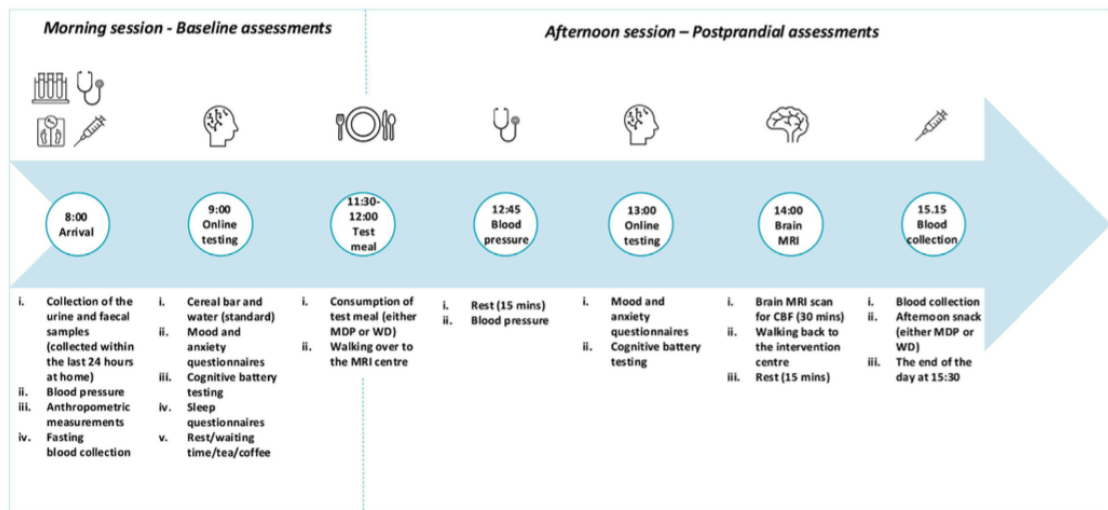 Morning session - Baseline assessments
Afternoon session – Postprandial assessments
8:00
Arrival
9:00
Online
testing
11:30-
12:00
Test
meal
12:45
Blood
pressure
13:00
Online
testing
14:00
Brain
MRI
15.15
Blood
collection
i. Collection of the
urine and faecal
samples
(collected within
the last 24 hours
at home)
ii. Blood pressure
iii. Anthropometric
measurements
iv. Fasting
blood collection
i. Cereal bar and
water (standard)
ii. Mood and
anxiety
questionnaires
iii. Cognitive battery
testing
iv. Sleep
questionnaires
v. Rest/waiting
time/tea/coffee
i. Consumption of
test meal (either
MDP or WD)
ii. Walking over to
the MRI centre
i. Rest (15 mins)
ii. Blood pressure
i. Mood and
anxiety
questionnaires
ii. Cognitive battery
testing
i. Brain MRI scan
for CBF (30 mins)
ii. Walking back to
the intervention
centre
iii. Rest (15 mins)
i. Blood collection
ii. Afternoon snack
(either MDP or
WD)
iii. The end of the
day at 15:30